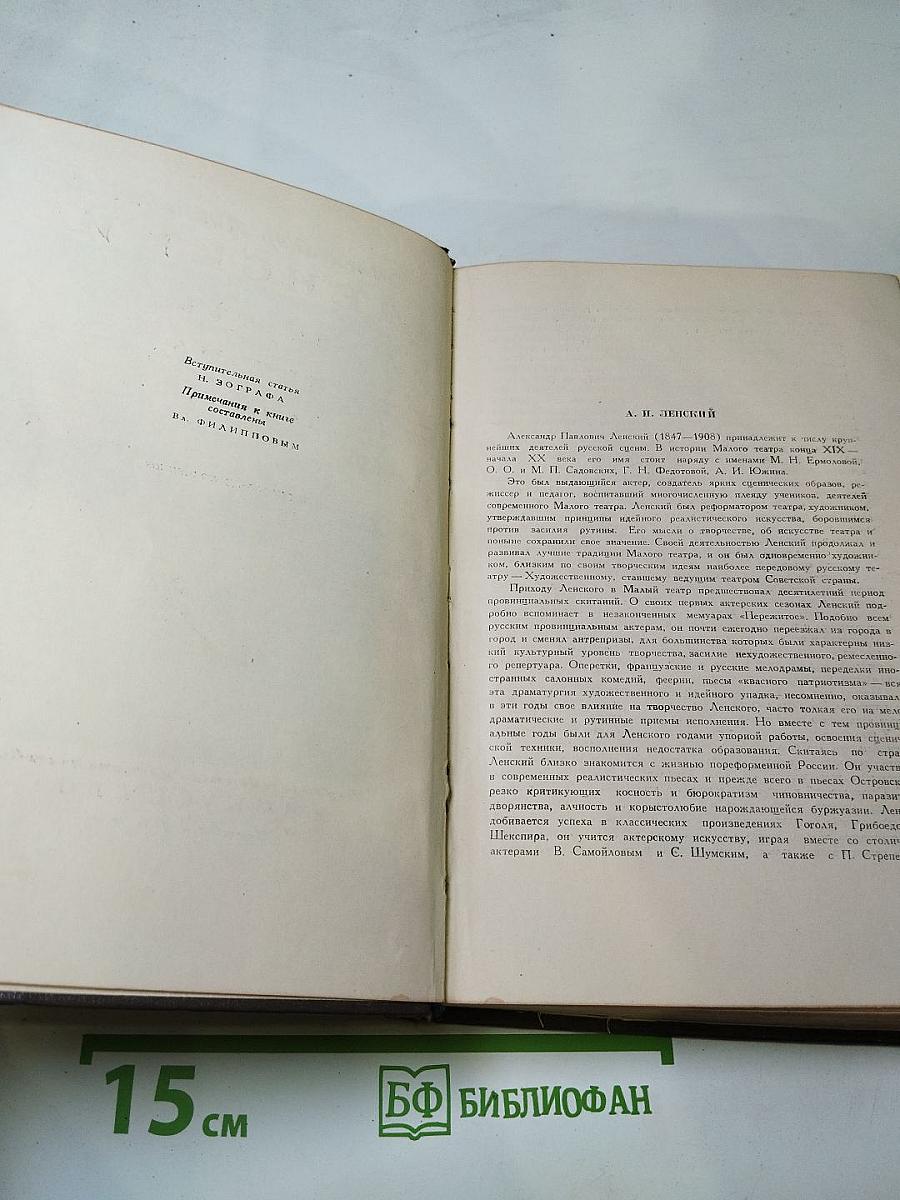 Вступительная статья
Н. ЗОГРАФА
Примечания к книге
составлены
Вл. ФИЛИППОВЫМ
А. П. ЛЕНСКИЙ
Александр Павлович Ленский (1847—1908) принадлежит к числу круп-
нейших деятелей русской сцены. В истории Малого театра конца XIX —
начала XX века его имя стоит наряду с именами М. Н. Ермоловой,
О. О. и М. П. Садовских, Г. Н. Федотовой, А. И. Южина.
Это был выдающийся актер, создатель ярких сценических образов, ре-
жиссер и педагог, воспитавший многочисленную плеяду учеников, деятелей
современного Малого театра. Ленский был реформатором театра, художником,
утверждавшим принципы идейного реалистического искусства, боровшимся
против засилия рутины. Его мысли о творчестве, об искусстве театра и
поныне сохранили свое значение. Своей деятельностью Ленский продолжал и
развивал лучшие традиции Малого театра, и он был одновременно художни-
ком, близким по своим творческим идеям наиболее передовому русскому те-
атру — Художественному, ставшему ведущим театром Советской страны.
Приходу Ленского в Малый театр предшествовал десятилетний период
провинциальных скитаний. О своих первых актерских сезонах Ленский под-
робно вспоминает в незаконченных мемуарах «Пережитое». Подобно всем
русским провинциальным актерам, он почти ежегодно переезжал из города в
город и сменял антрепризы, для большинства которых были характерны низ-
кий культурный уровень творчества, засилие нехудожественного, ремесленно-
го репертуара. Оперетки, французские и русские мелодрамы, переделки ино-
странных салонных комедий, феерии, пьесы «квасного патриотизма» — вся
эта драматургия художественного и идейного упадка, несомненно, оказывал
в эти годы свое влияние на творчество Ленского, часто толкая его на мело
драматические и рутинные приемы исполнения. Но вместе с тем провинц
альные годы были для Ленского годами упорной работы, освоения сценич
ской техники, восполнения недостатка образования. Скитаясь по стра
Ленский близко знакомится с жизнью пореформенной России. Он участв
в современных реалистических пьесах и прежде всего в пьесах Островск
резко критикующих косность и бюрократизм чиновничества, паразит
дворянства, алчность и корыстолюбие нарождающейся буржуазии. Лен
добивается успеха в классических произведениях Гоголя, Грибоедо
Шекспира, он учится актерскому искусству, играя вместе со столич
актерами В. Самойловым и С. Шумским, а также с П. Стрепе
15 см
БФ БИБЛИОФАН